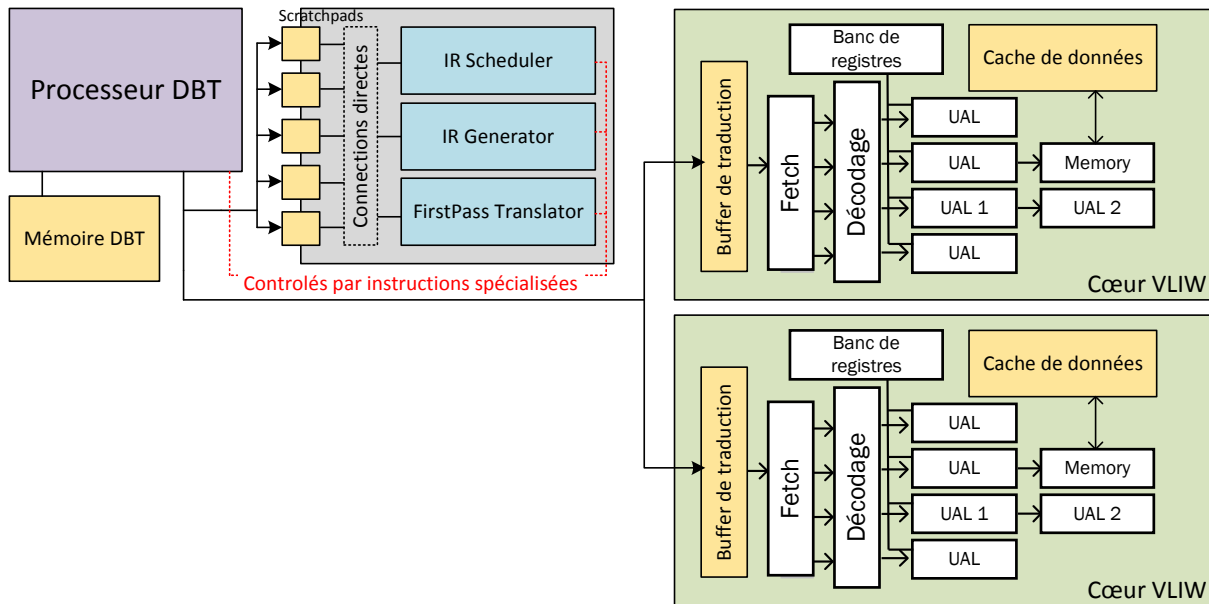 Scratchpads
Processeur DBT
Mémoire DBT
Connections directes
IR Scheduler
IR Generator
FirstPass Translator
Controlés par instructions spécialisées
Banc de
registres
Cache de données
Buffer de traduction
Fetch
Décodage
UAL
UAL
Memory
UAL 1
UAL 2
UAL
Cœur VLIW
Banc de
registres
Cache de données
Buffer de traduction
Fetch
Décodage
UAL
UAL
Memory
UAL 1
UAL 2
UAL
Cœur VLIW